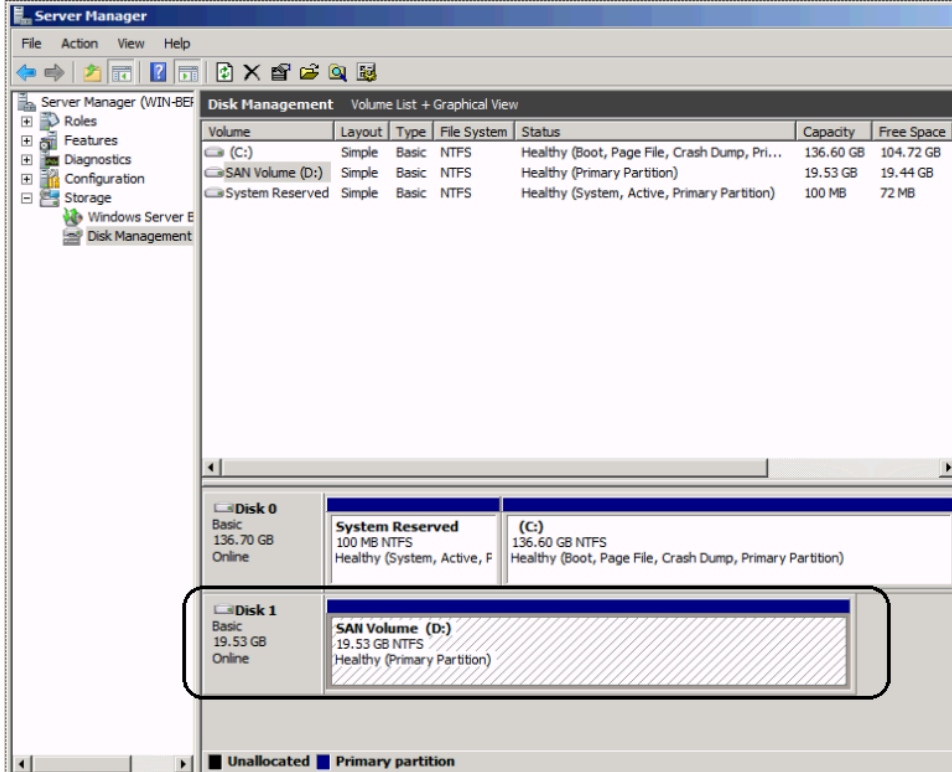 Server Manager
File Action View Help
Server Manager (WIN-BEF
Roles
Features
Diagnostics
Configuration
Storage
Windows Server B
Disk Management
Disk Management Volume List + Graphical View
Volume Layout Type File System Status Capacity Free Space
(C:) Simple Basic NTFS Healthy (Boot, Page File, Crash Dump, Pri... 136.60 GB 104.72 GB
SAN Volume (D:) Simple Basic NTFS Healthy (Primary Partition) 19.53 GB 19.44 GB
System Reserved Simple Basic NTFS Healthy (System, Active, Primary Partition) 100 MB 72 MB
Disk 0
Basic
136.70 GB
Online
System Reserved
100 MB NTFS
Healthy (System, Active, P
(C:)
136.60 GB NTFS
Healthy (Boot, Page File, Crash Dump, Primary Partition)
Disk 1
Basic
19.53 GB
Online
SAN Volume (D:)
19.53 GB NTFS
Healthy (Primary Partition)
Unallocated Primary partition